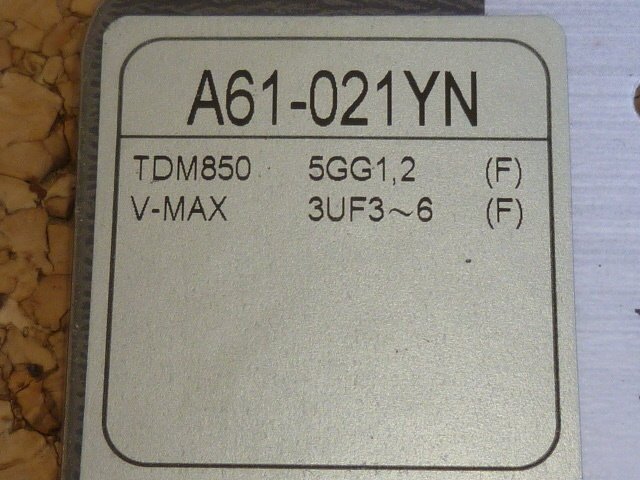 A61-021YN
TDM850 5GG1,2 (F)
V-MAX 3UF3～6 (F)